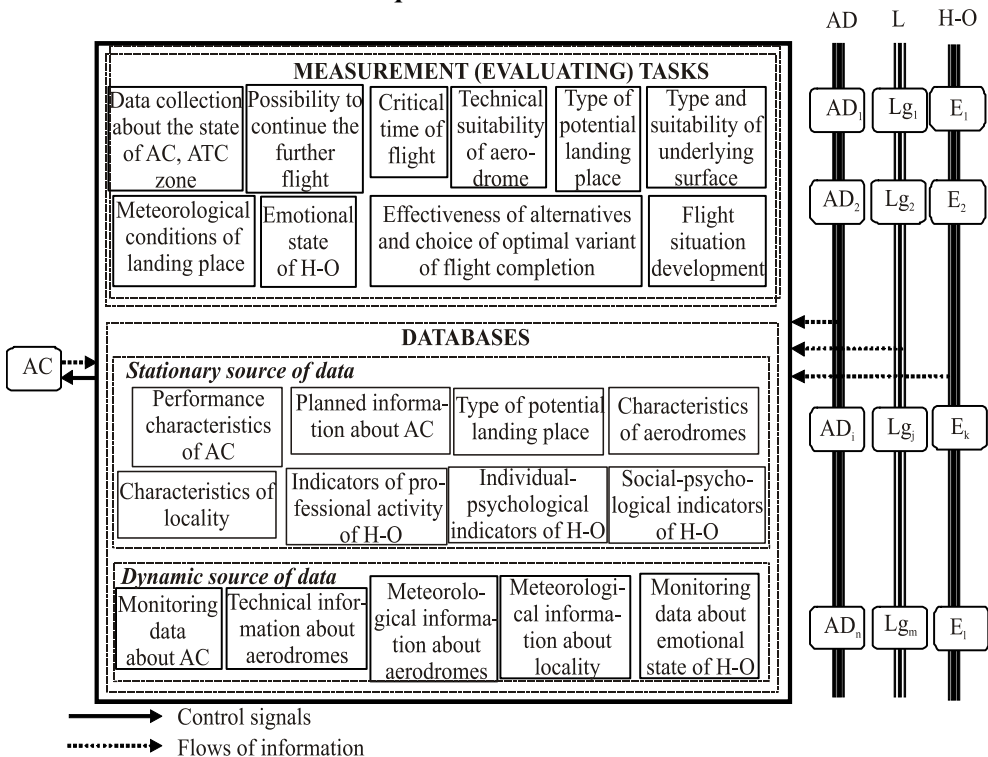 AD L H-O
MEASUREMENT (EVALUATING) TASKS
Data collection
about the state
of AC, ATC
zone
Possibility to
continue the
further
flight
Critical
time of
flight
Technical
suitability
of aero-
drome
Type of
potential
landing
place
Type and
suitability of
underlying
surface
Meteorological
conditions of
landing place
Emotional
state
of H-O
Effectiveness of alternatives
and choice of optimal variant
of flight completion
Flight
situation
development
AD₁ Lg₁ E₁
AD₂ Lg₂ E₂
AC
DATABASES
Stationary source of data
Performance
characteristics
of AC
Planned informa-
tion about AC
Type of potential
landing place
Characteristics
of aerodromes
Characteristics of
locality
Indicators of pro-
fessional activity
of H-O
Individual-
psychological
indicators of H-O
Social-psycho-
logical indicators
of H-O
ADᵢ Lgⱼ Eₖ
Dynamic source of data
Monitoring
data
about AC
Technical infor-
mation about
aerodromes
Meteorolo-
gical informa-
tion about
aerodromes
Meteorologi-
cal informa-
tion about
locality
Monitoring
data about
emotional
state of H-O
ADₙ Lgₘ Eₗ
Control signals
Flows of information